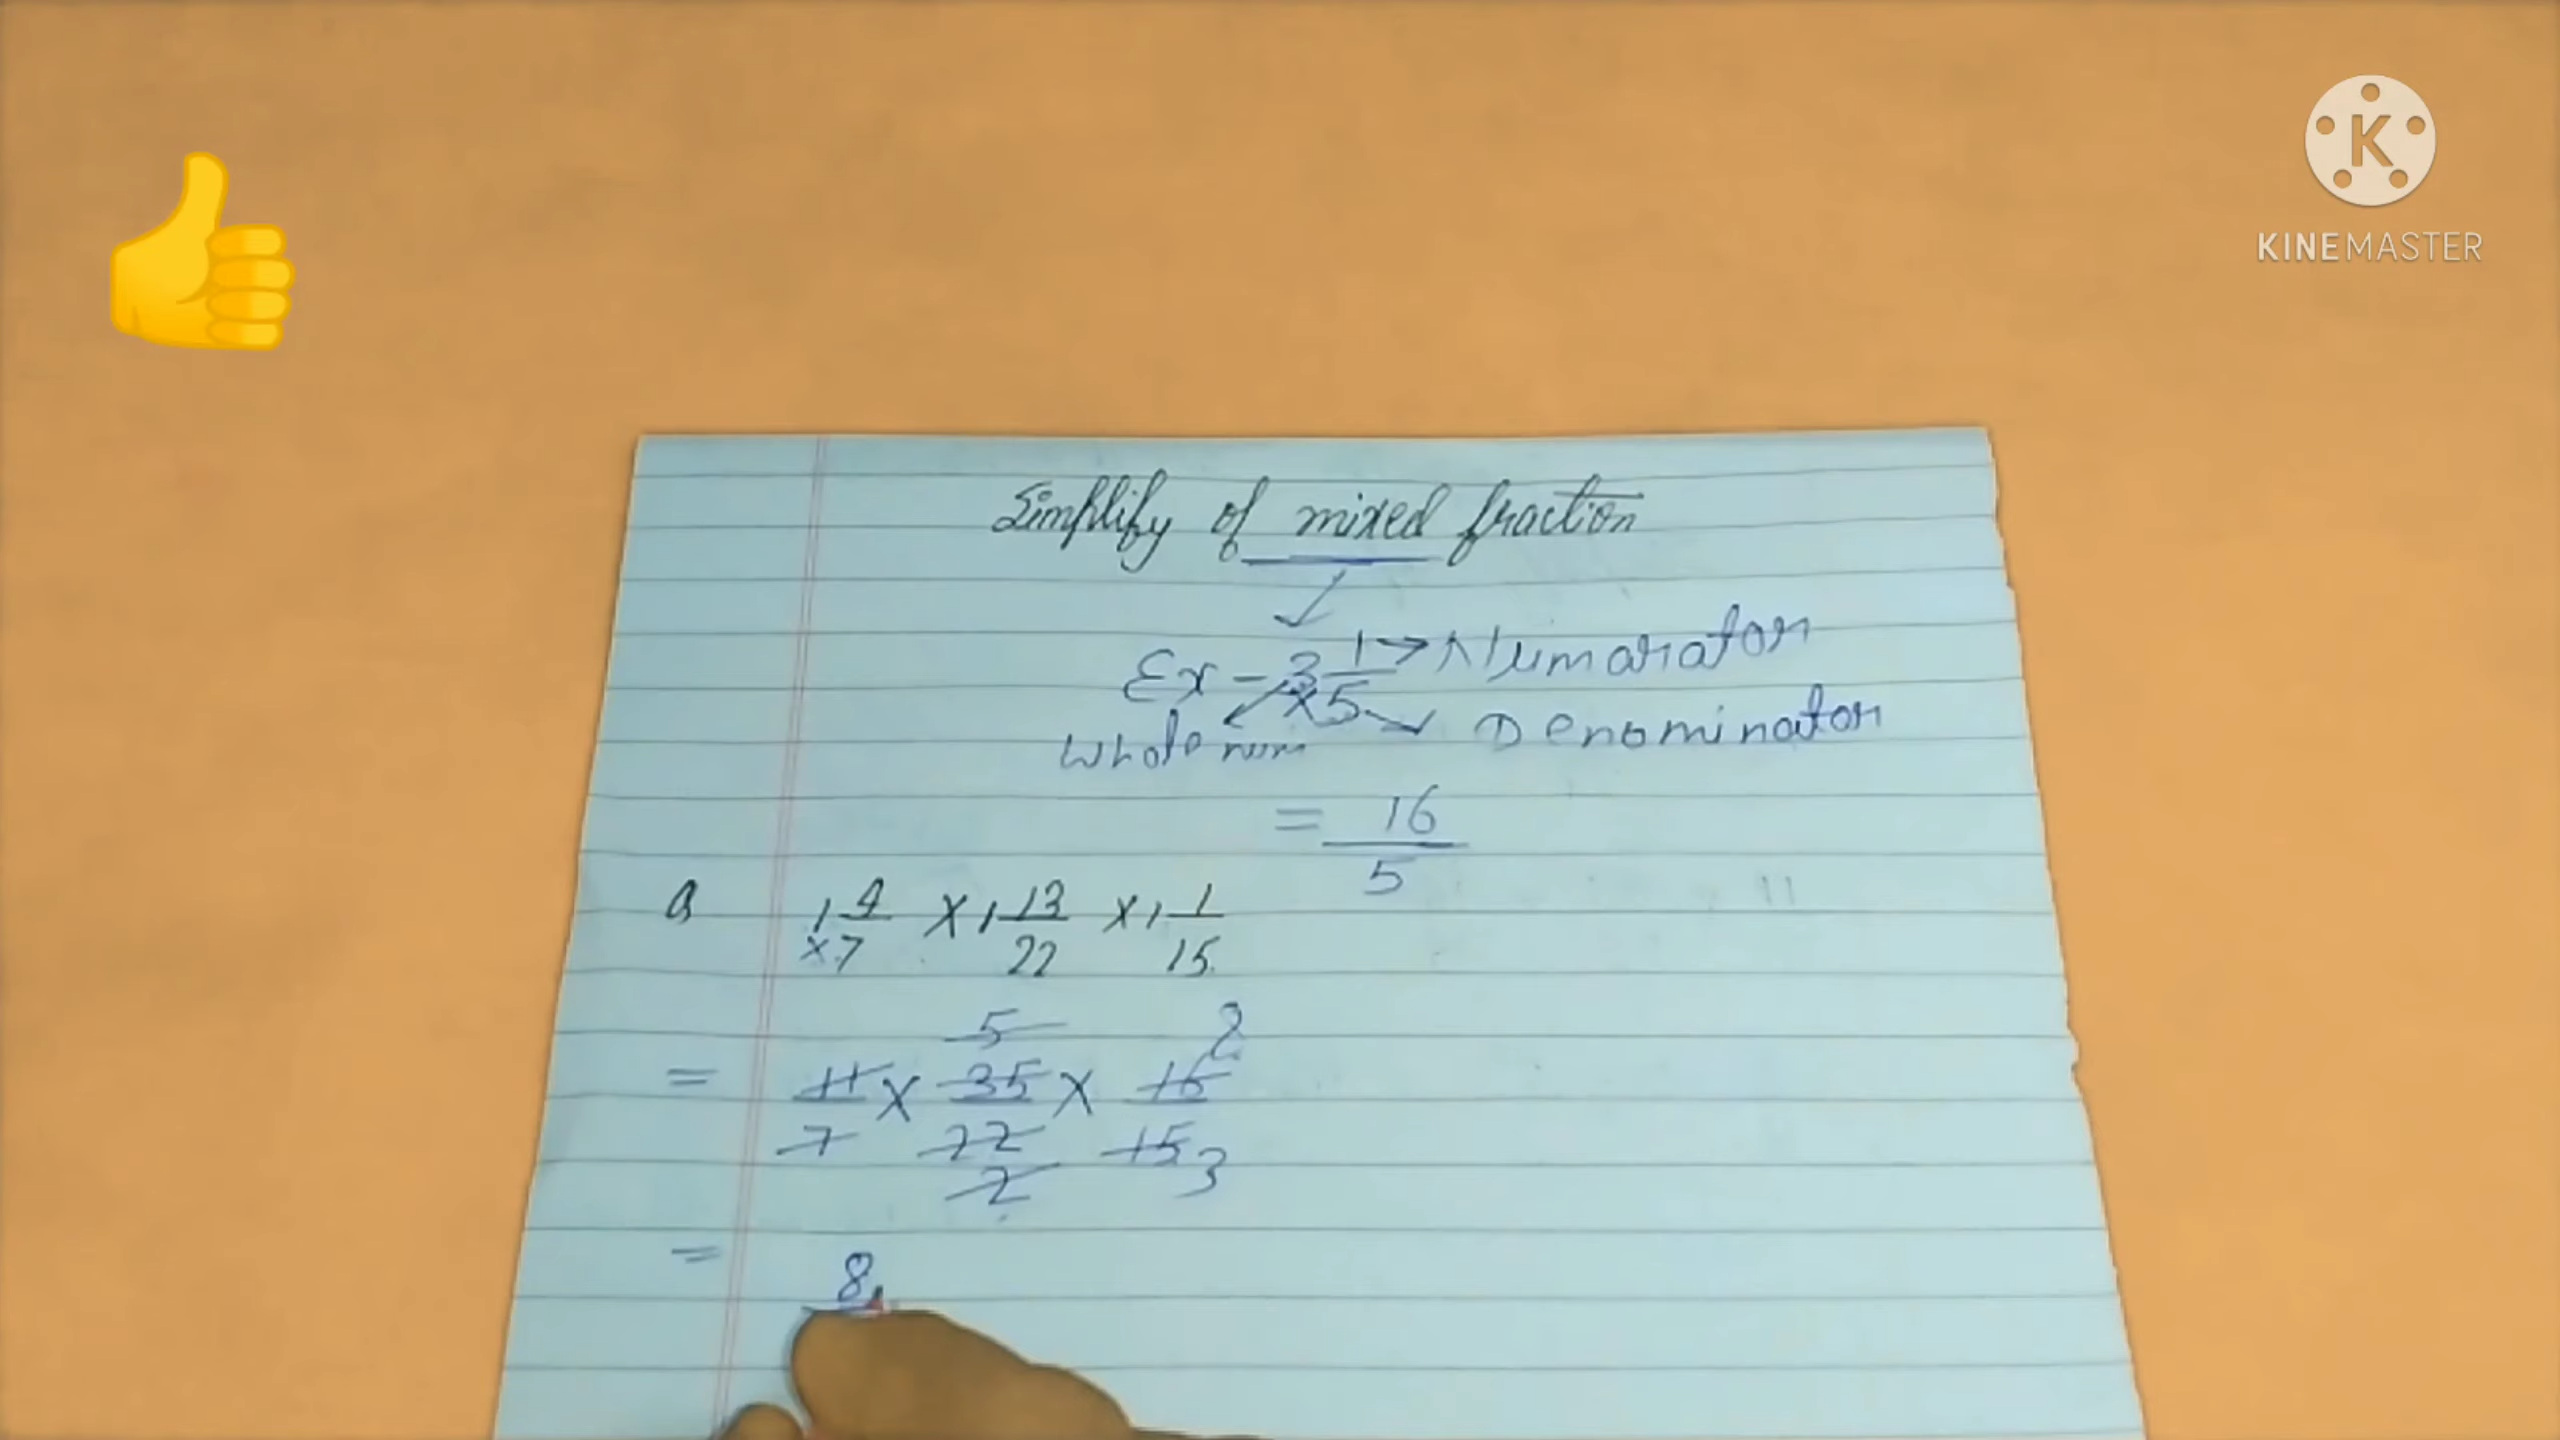 K
KINEMASTER
Simplify of mixed fraction
Ex - 3 1 → Numarator
×5 → Denominator
Whole num
= 16
5
Q 1 4/7 × 1 13/22 × 1 1/15
×
5 8
= 11/7 × 35/22 × 16/15
2 3
= 8